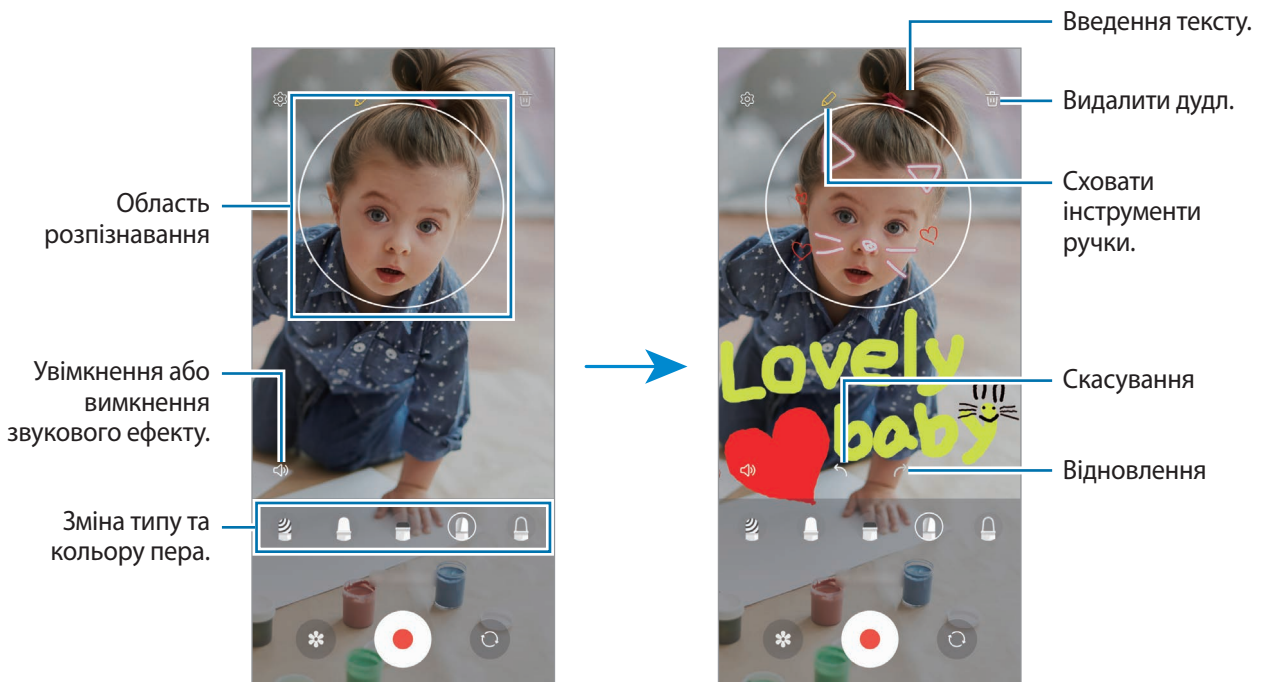 Область
розпізнавання
Увімкнення або
вимкнення
звукового ефекту.
Зміна типу та
кольору пера.
Введення тексту.
Видалити дудл.
Сховати
інструменти
ручки.
Lovely
baby
Скасування
Відновлення